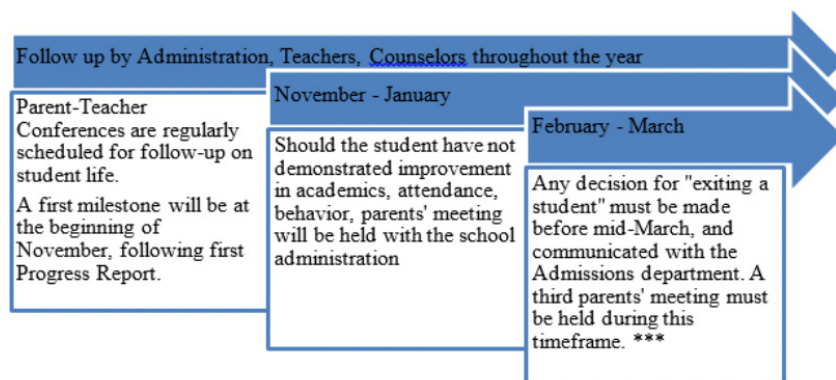 Follow up by Administration, Teachers, Counselors throughout the year
Parent-Teacher
Conferences are regularly
scheduled for follow-up on
student life.
A first milestone will be at
the beginning of
November, following first
Progress Report.
November - January
Should the student have not
demonstrated improvement
in academics, attendance,
behavior, parents' meeting
will be held with the school
administration
February - March
Any decision for "exiting a
student" must be made
before mid-March, and
communicated with the
Admissions department. A
third parents' meeting must
be held during this
timeframe. ***